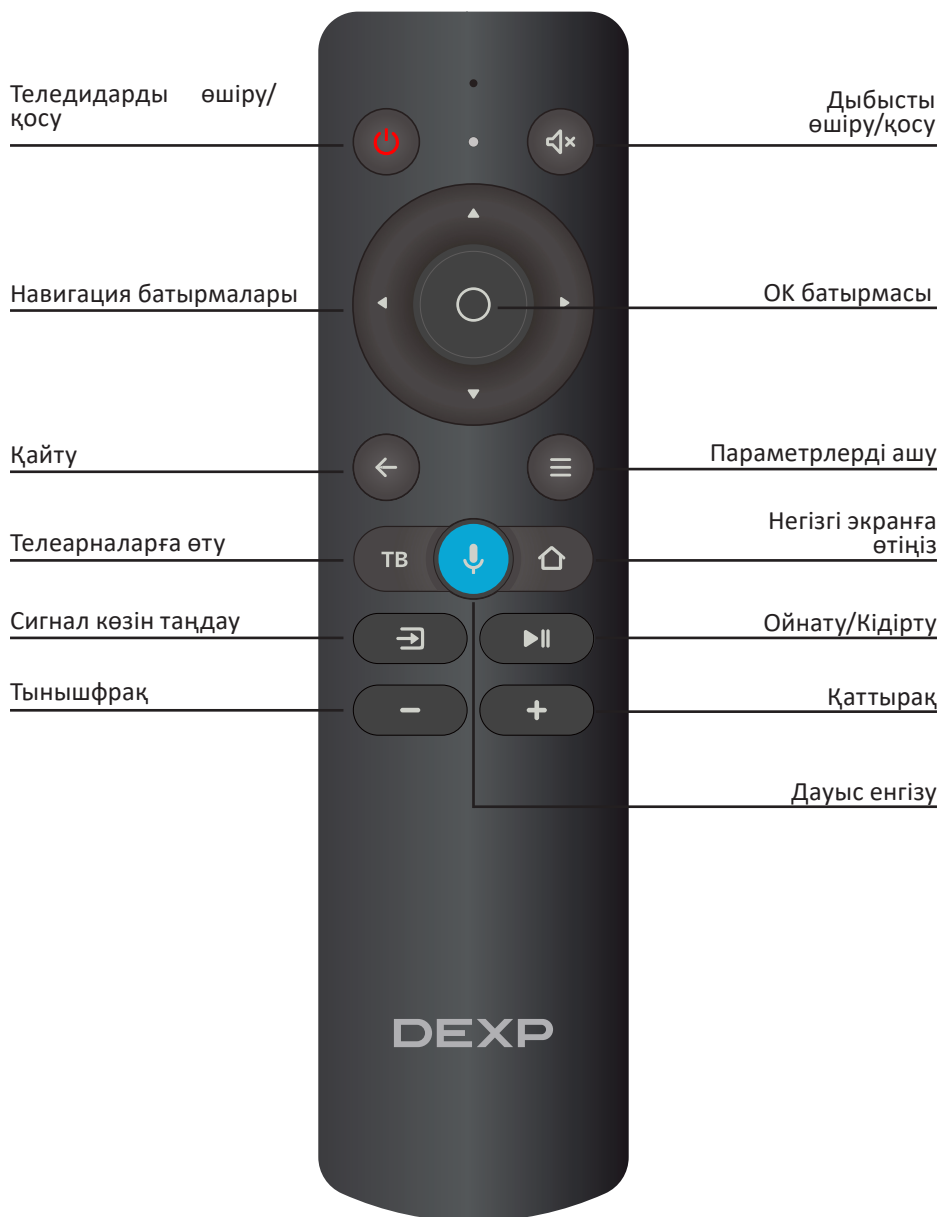 Теледидарды өшіру/
қосу
Дыбысты
өшіру/қосу
Навигация батырмалары
OK батырмасы
Қайту
Параметрлерді ашу
Телеарналарға өту
ТВ
Негізгі экранға
өтіңіз
Сигнал көзін таңдау
Ойнату/Кідірту
Тынышфрақ
Қаттырақ
Дауыс енгізу
DEXP